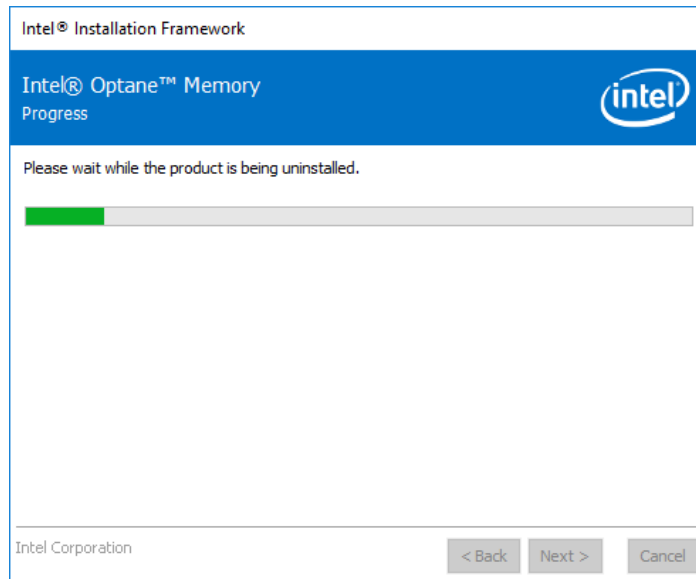 Intel® Installation Framework
Intel® Optane™ Memory
Progress
intel
Please wait while the product is being uninstalled.
Intel Corporation
< Back
Next >
Cancel